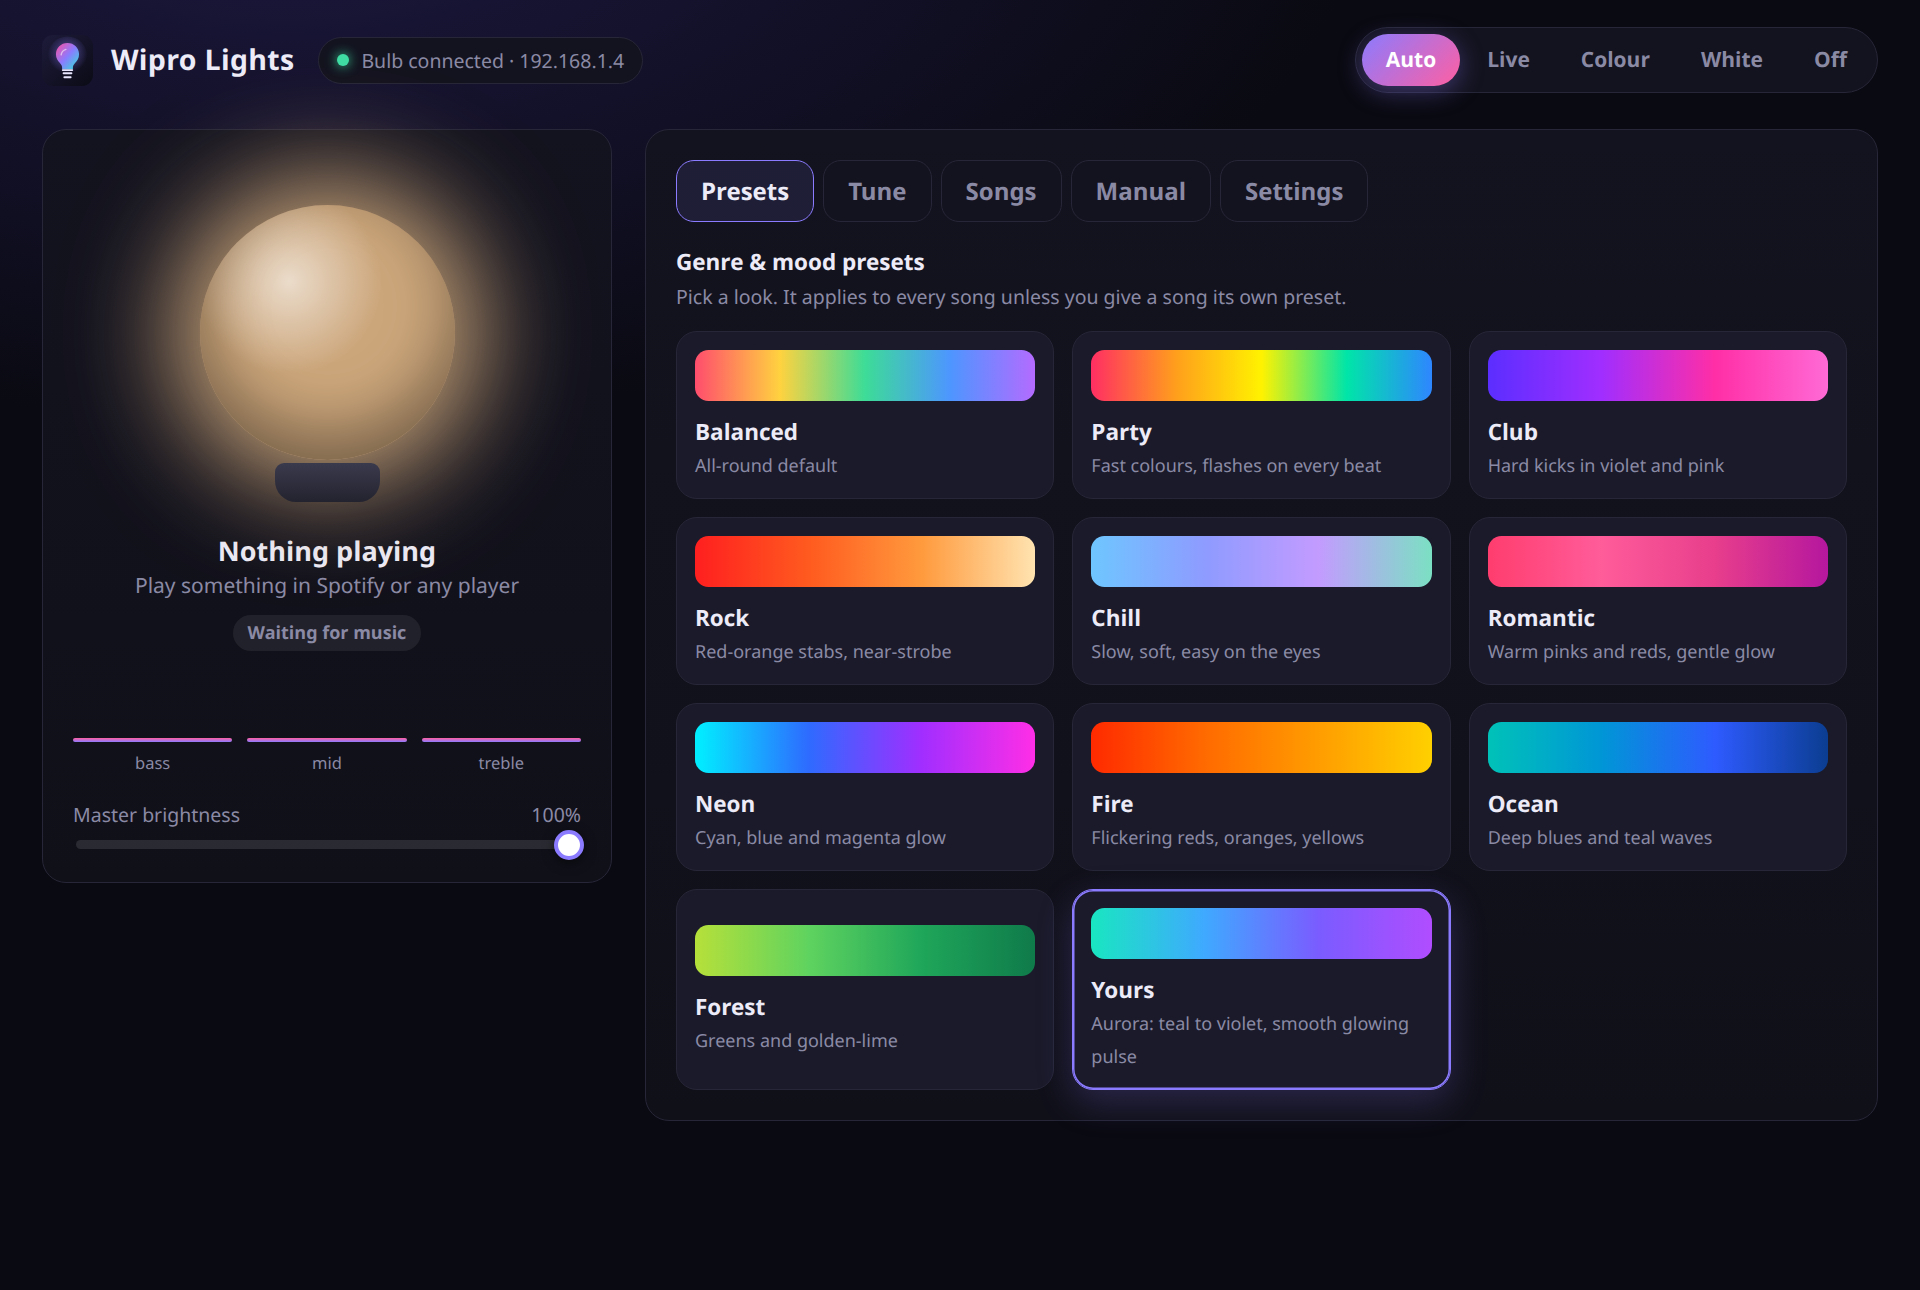 Wipro Lights
Bulb connected · 192.168.1.4
Auto
Live
Colour
White
Off
Nothing playing
Play something in Spotify or any player
Waiting for music
bass
mid
treble
Master brightness
100%
Presets
Tune
Songs
Manual
Settings
Genre & mood presets
Pick a look. It applies to every song unless you give a song its own preset.
Balanced
All-round default
Party
Fast colours, flashes on every beat
Club
Hard kicks in violet and pink
Rock
Red-orange stabs, near-strobe
Chill
Slow, soft, easy on the eyes
Romantic
Warm pinks and reds, gentle glow
Neon
Cyan, blue and magenta glow
Fire
Flickering reds, oranges, yellows
Ocean
Deep blues and teal waves
Forest
Greens and golden-lime
Yours
Aurora: teal to violet, smooth glowing
pulse